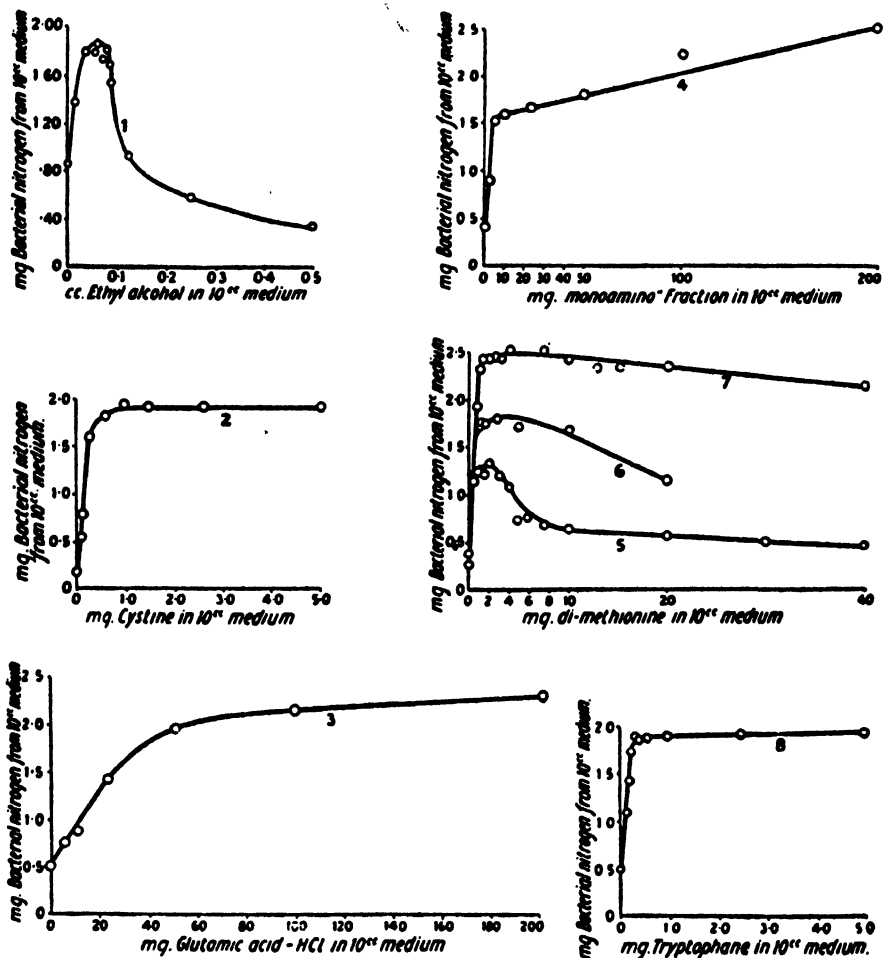 mg Bacterial nitrogen from 10cc medium
2·00
1·60
1·20
·80
·40
0
1
0 0·1 0·2 0·3 0·4 0·5
cc. Ethyl alcohol in 10cc medium
mg Bacterial nitrogen from 10cc medium
2 5
2 0
1 5
1 0
0 5
0
4
0 10 20 30 40 50 100 200
mg. monoamino" Fraction in 10cc medium
mg. Bacterial nitrogen
from 10cc. medium.
2·0
1·5
1·0
0·5
0
2
0 1·0 2·0 3·0 4·0 5·0
mg. Cystine in 10cc medium
mg Bacterial nitrogen from 10cc medium
2·5
2·0
1·5
1 0
0·5
0
7
6
5
0 2 4 6 8 10 20 40
mg. di-methionine in 10cc medium
mg. Bacterial nitrogen from 10cc medium
2 5
2·0
1·5
1·0
0·5
0
3
0 20 40 60 80 100 120 140 160 180 200
mg. Glutamic acid - HCl in 10cc medium
mg Bacterial nitrogen from 10cc medium.
2 0
1 5
1 0
0 5
0
8
0 1·0 2·0 3·0 4·0 5·0
mg. Tryptophane in 10cc medium.